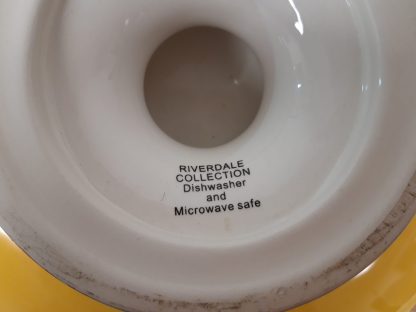 RIVERDALE
COLLECTION
Dishwasher
and
Microwave safe